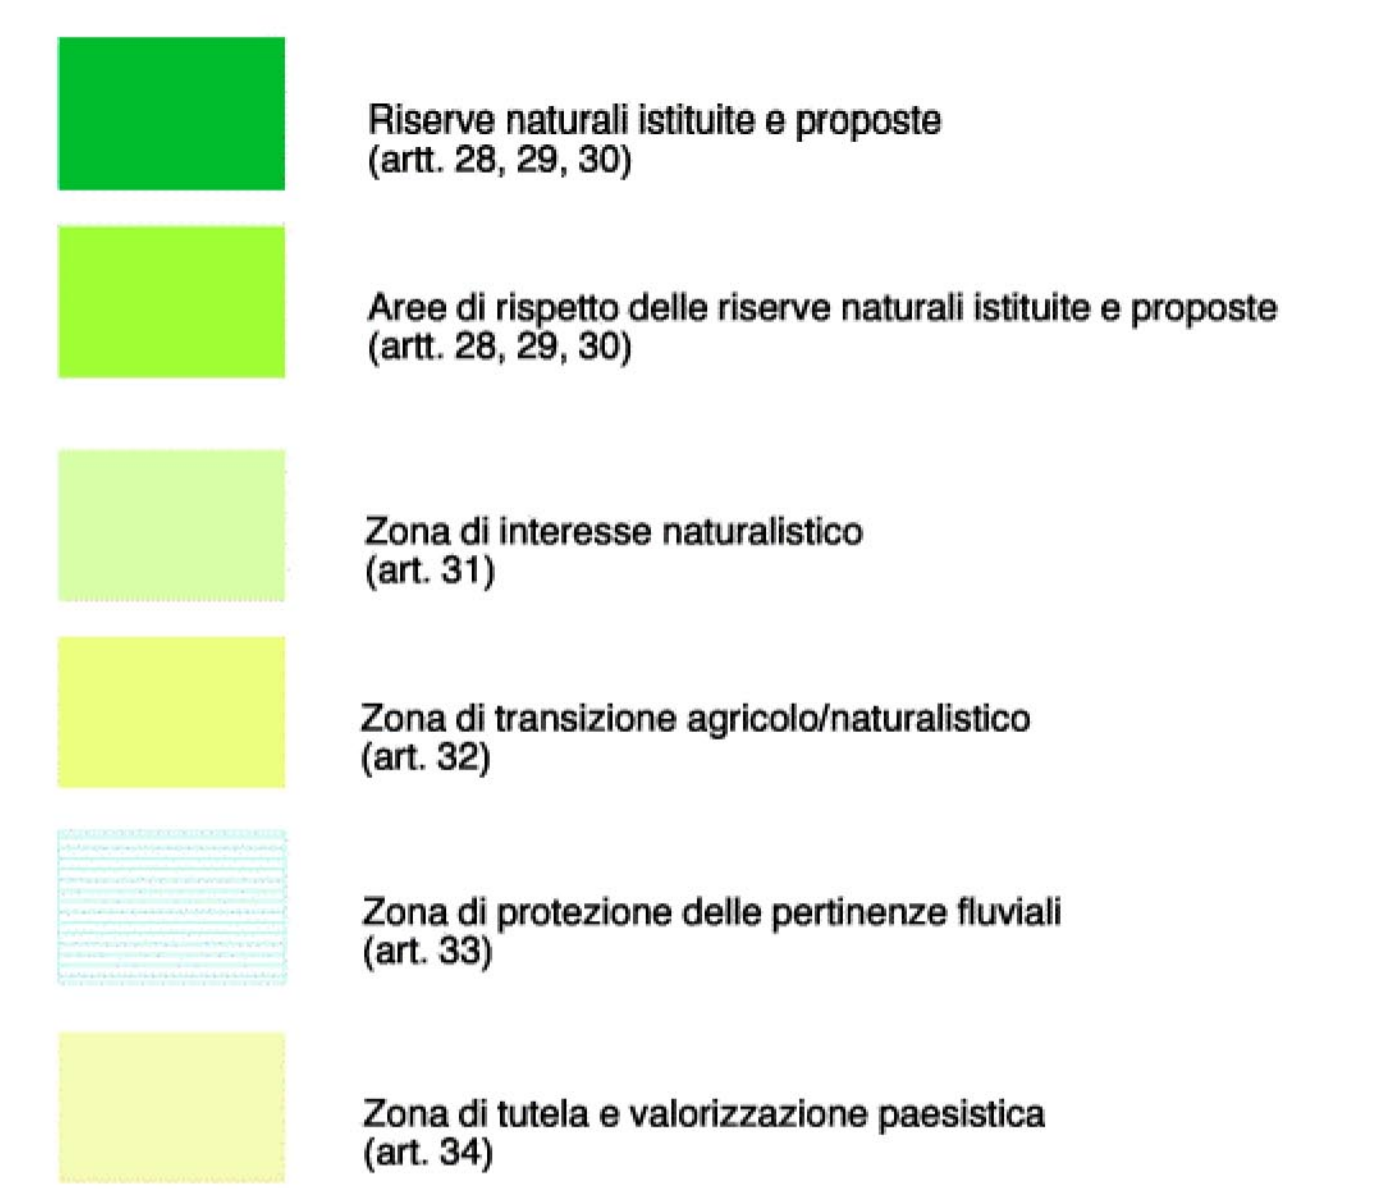 Riserve naturali istituite e proposte
(artt. 28, 29, 30)
Aree di rispetto delle riserve naturali istituite e proposte
(artt. 28, 29, 30)
Zona di interesse naturalistico
(art. 31)
Zona di transizione agricolo/naturalistico
(art. 32)
Zona di protezione delle pertinenze fluviali
(art. 33)
Zona di tutela e valorizzazione paesistica
(art. 34)